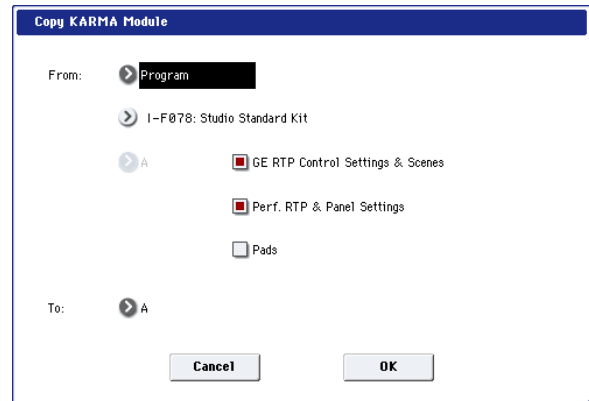 Copy KARMA Module
From: Program
I-F078: Studio Standard Kit
A GE RTP Control Settings & Scenes
Perf. RTP & Panel Settings
Pads
To: A
Cancel OK